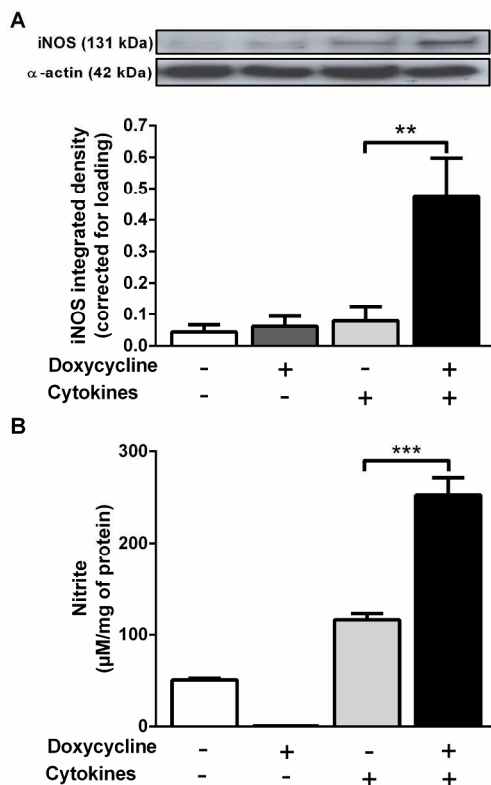 A
iNOS (131 kDa)
α-actin (42 kDa)
**
0.7
0.6
0.5
0.4
0.3
0.2
0.1
0.0
iNOS integrated density
(corrected for loading)
Doxycycline - + - +
Cytokines - - + +
B
***
300
200
100
0
Nitrite
(µM/mg of protein)
Doxycycline - + - +
Cytokines - - + +